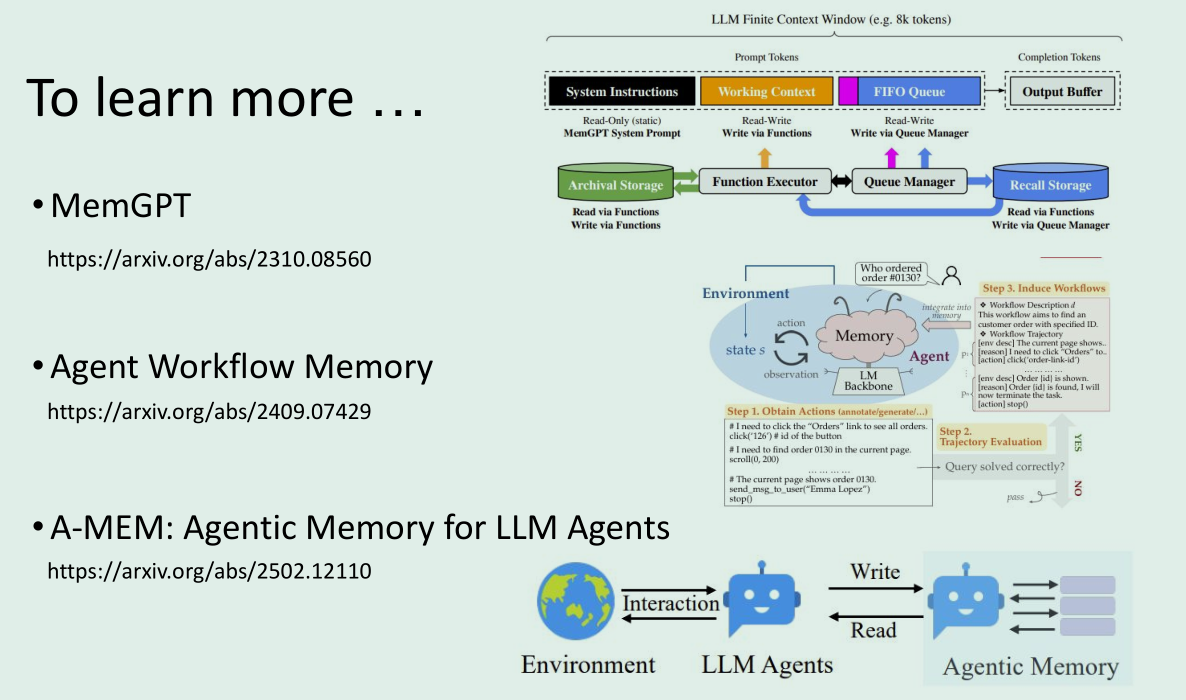 To learn more …
• MemGPT
https://arxiv.org/abs/2310.08560
• Agent Workflow Memory
https://arxiv.org/abs/2409.07429
• A-MEM: Agentic Memory for LLM Agents
https://arxiv.org/abs/2502.12110
LLM Finite Context Window (e.g. 8k tokens)
Prompt Tokens
Completion Tokens
System Instructions
Working Context
FIFO Queue
Output Buffer
Read-Only (static)
MemGPT System Prompt
Read-Write
Write via Functions
Read-Write
Write via Queue Manager
Archival Storage
Function Executor
Queue Manager
Recall Storage
Read via Functions
Write via Functions
Read via Functions
Write via Queue Manager
Who ordered
order #0130?
Environment
action
state s
observation
Memory
Agent
LM
Backbone
integrate into
memory
Step 3. Induce Workflows
❖ Workflow Description d
This workflow aims to find an
customer order with specified ID.
❖ Workflow Trajectory
[env desc] The current page shows..
[reason] I need to click "Orders" to..
[action] click('order-link-id')
… … … …
[env desc] Order {id} is shown.
[reason] Order {id} is found, I will
now terminate the task.
[action] stop()
Step 1. Obtain Actions (annotate/generate/…)
# I need to click the "Orders" link to see all orders.
click('126') # id of the button
# I need to find order 0130 in the current page.
scroll(0, 200)
… … … …
# The current page shows order 0130.
send_msg_to_user("Emma Lopez")
stop()
Step 2.
Trajectory Evaluation
Query solved correctly?
YES
NO
pass
Interaction
Write
Read
Environment
LLM Agents
Agentic Memory